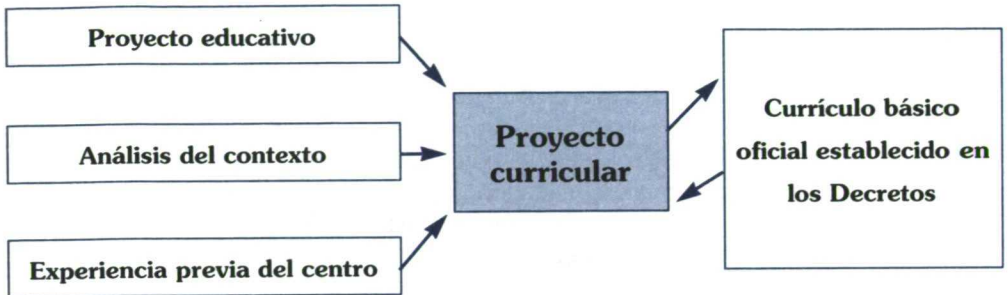 Proyecto educativo
Análisis del contexto
Experiencia previa del centro
Proyecto
curricular
Currículo básico
oficial establecido en
los Decretos